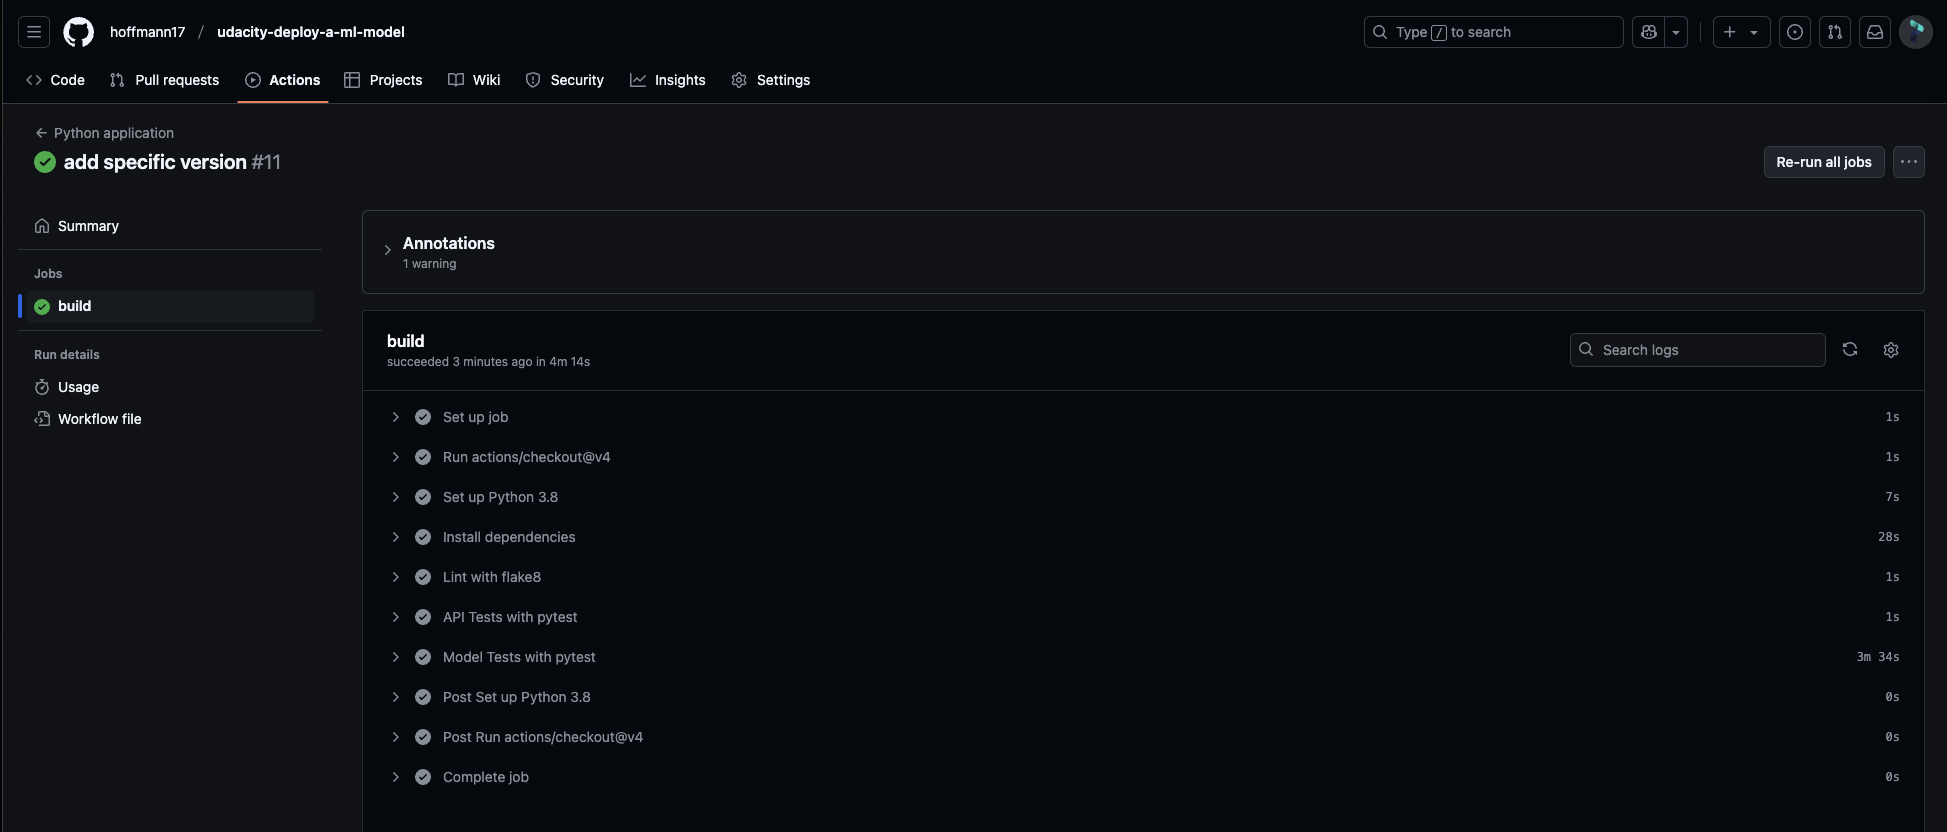 hoffmann17 / udacity-deploy-a-ml-model
Type / to search
Code Pull requests Actions Projects Wiki Security Insights Settings
Python application
add specific version #11
Re-run all jobs
Summary
Jobs
build
Run details
Usage
Workflow file
Annotations
1 warning
build
succeeded 3 minutes ago in 4m 14s
Search logs
Set up job 1s
Run actions/checkout@v4 1s
Set up Python 3.8 7s
Install dependencies 28s
Lint with flake8 1s
API Tests with pytest 1s
Model Tests with pytest 3m 34s
Post Set up Python 3.8 0s
Post Run actions/checkout@v4 0s
Complete job 0s